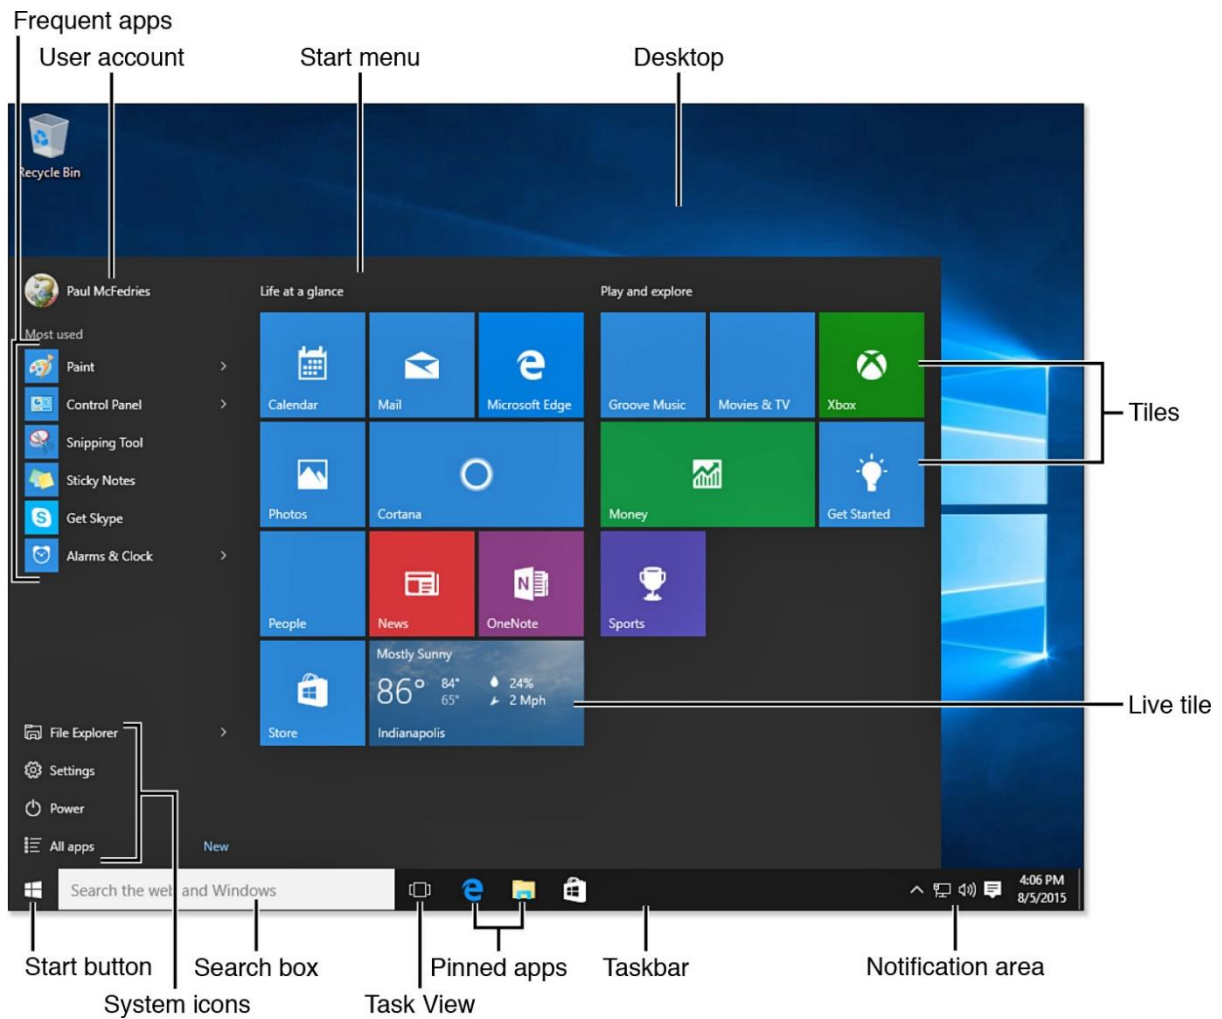 Frequent apps
User account
Start menu
Desktop
Recycle Bin
Paul McFedries
Life at a glance
Play and explore
Most used
Paint
Control Panel
Snipping Tool
Sticky Notes
Get Skype
Alarms & Clock
Calendar
Mail
Microsoft Edge
Groove Music
Movies & TV
Xbox
Tiles
Photos
Cortana
Money
Get Started
People
News
N
OneNote
Sports
Store
Mostly Sunny
86° 84° 24%
65° 2 Mph
Indianapolis
Live tile
File Explorer
Settings
Power
All apps
New
Search the web and Windows
4:06 PM
8/5/2015
Start button
Search box
Pinned apps
Taskbar
Notification area
System icons
Task View